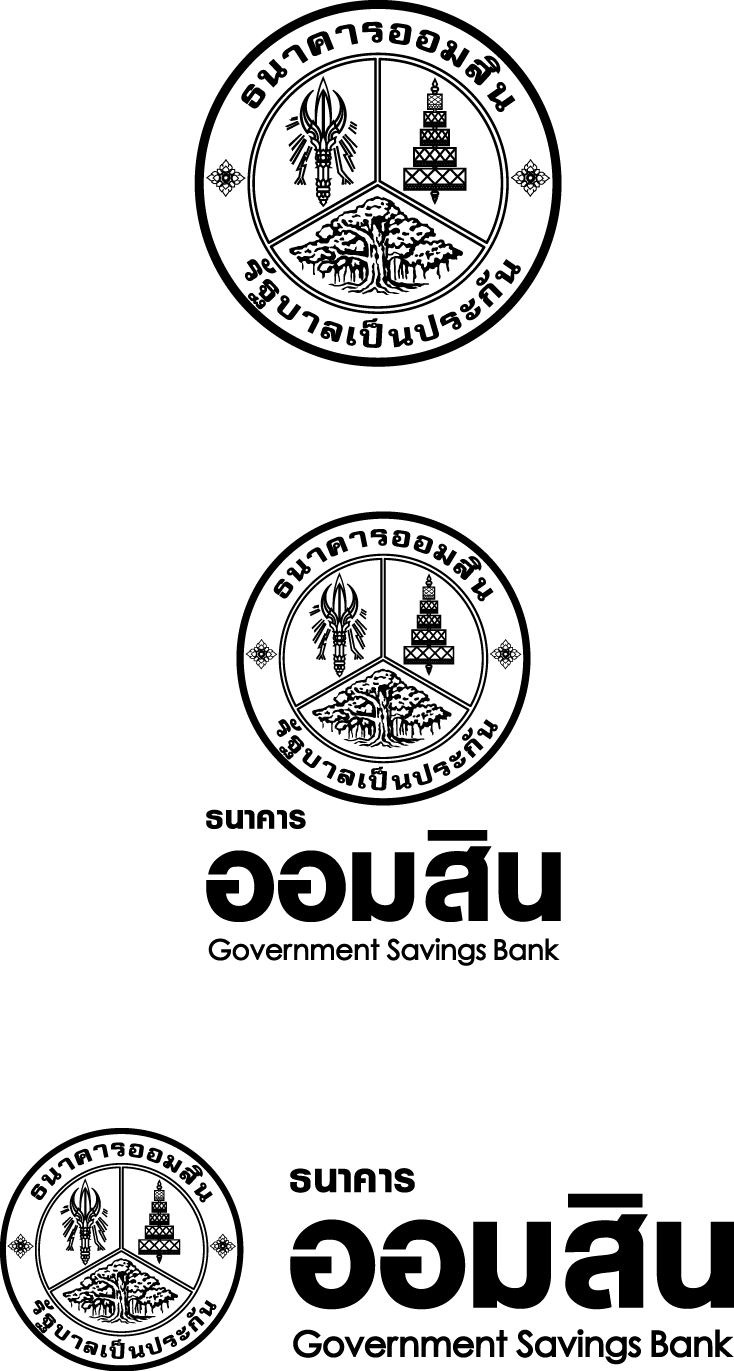 ธนาคารออมสิน
รัฐบาลเป็นประกัน
ธนาคารออมสิน
รัฐบาลเป็นประกัน
ธนาคาร
ออมสิน
Government Savings Bank
ธนาคารออมสิน
รัฐบาลเป็นประกัน
ธนาคาร
ออมสิน
Government Savings Bank